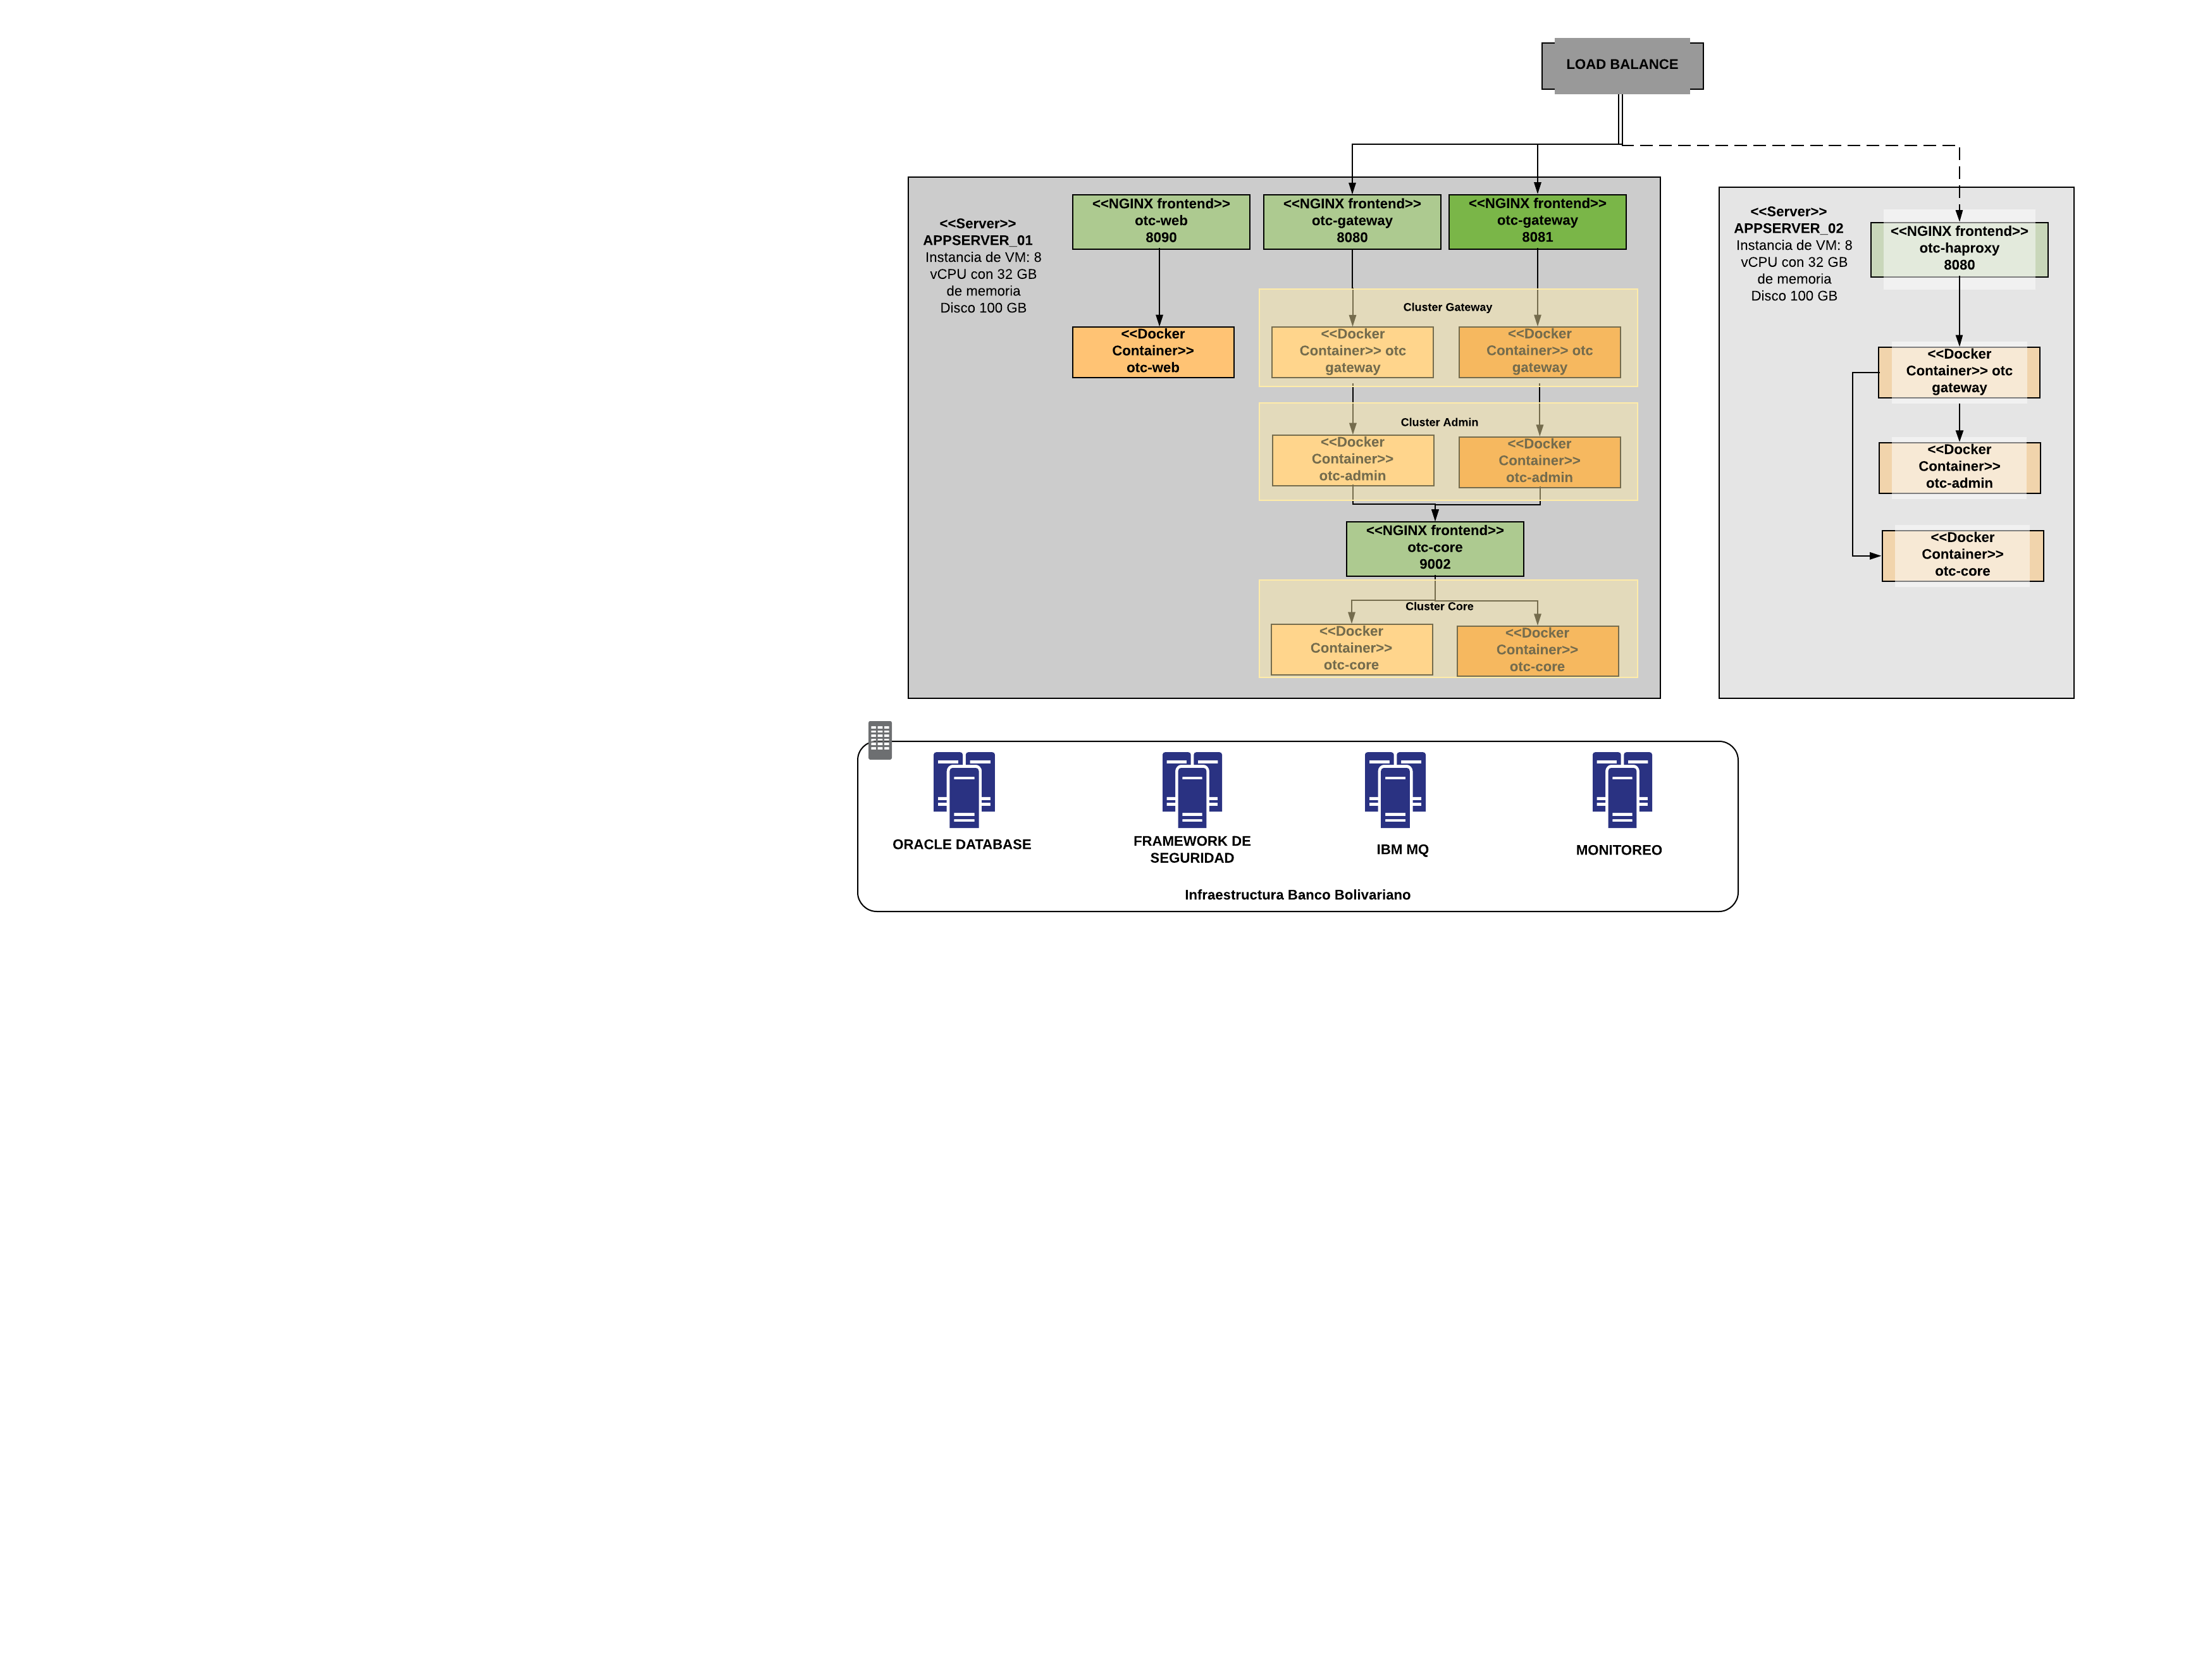 LOAD BALANCE
<<Server>>
APPSERVER_01
Instancia de VM: 8
vCPU con 32 GB
de memoria
Disco 100 GB
<<NGINX frontend>>
otc-web
8090
<<NGINX frontend>>
otc-gateway
8080
<<NGINX frontend>>
otc-gateway
8081
<<Docker
Container>>
otc-web
Cluster Gateway
<<Docker
Container>> otc
gateway
<<Docker
Container>> otc
gateway
Cluster Admin
<<Docker
Container>>
otc-admin
<<Docker
Container>>
otc-admin
<<NGINX frontend>>
otc-core
9002
Cluster Core
<<Docker
Container>>
otc-core
<<Docker
Container>>
otc-core
<<Server>>
APPSERVER_02
Instancia de VM: 8
vCPU con 32 GB
de memoria
Disco 100 GB
<<NGINX frontend>>
otc-haproxy
8080
<<Docker
Container>> otc
gateway
<<Docker
Container>>
otc-admin
<<Docker
Container>>
otc-core
ORACLE DATABASE
FRAMEWORK DE
SEGURIDAD
IBM MQ
MONITOREO
Infraestructura Banco Bolivariano